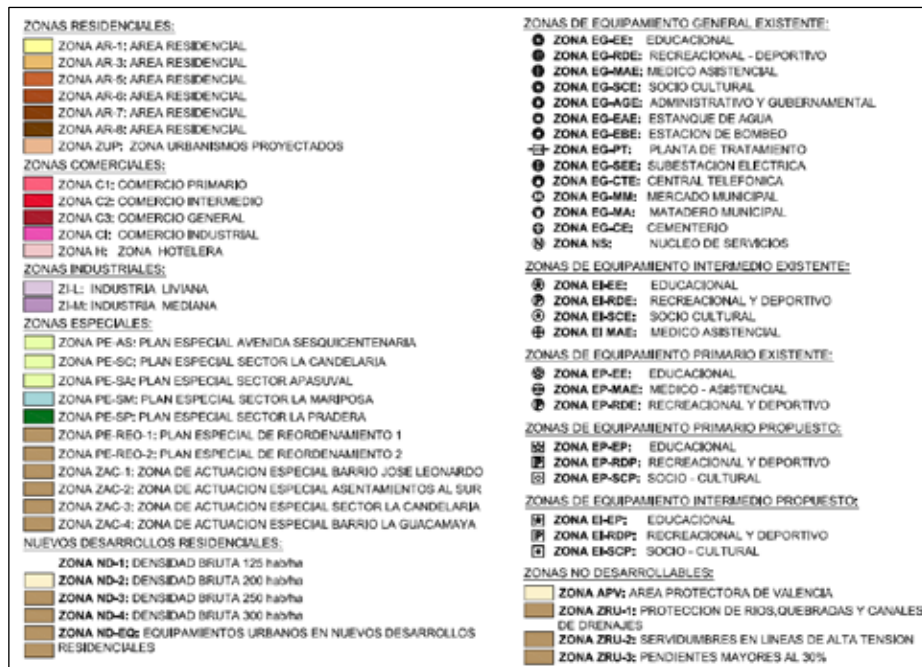 ZONAS RESIDENCIALES:
ZONA AR-1: AREA RESIDENCIAL
ZONA AR-3: AREA RESIDENCIAL
ZONA AR-5: AREA RESIDENCIAL
ZONA AR-6: AREA RESIDENCIAL
ZONA AR-7: AREA RESIDENCIAL
ZONA AR-8: AREA RESIDENCIAL
ZONA ZUP: ZONA URBANISMOS PROYECTADOS
ZONAS COMERCIALES:
ZONA C1: COMERCIO PRIMARIO
ZONA C2: COMERCIO INTERMEDIO
ZONA C3: COMERCIO GENERAL
ZONA CI: COMERCIO INDUSTRIAL
ZONA H: ZONA HOTELERA
ZONAS INDUSTRIALES:
ZI-L: INDUSTRIA LIVIANA
ZI-M: INDUSTRIA MEDIANA
ZONAS ESPECIALES:
ZONA PE-AS: PLAN ESPECIAL AVENIDA SESQUICENTENARIA
ZONA PE-SC: PLAN ESPECIAL SECTOR LA CANDELARIA
ZONA PE-SA: PLAN ESPECIAL SECTOR APASUVAL
ZONA PE-SM: PLAN ESPECIAL SECTOR LA MARIPOSA
ZONA PE-SP: PLAN ESPECIAL SECTOR LA PRADERA
ZONA PE-REO-1: PLAN ESPECIAL DE REORDENAMIENTO 1
ZONA PE-REO-2: PLAN ESPECIAL DE REORDENAMIENTO 2
ZONA ZAC-1: ZONA DE ACTUACION ESPECIAL BARRIO JOSE LEONARDO
ZONA ZAC-2: ZONA DE ACTUACION ESPECIAL ASENTAMIENTOS AL SUR
ZONA ZAC-3: ZONA DE ACTUACION ESPECIAL SECTOR LA CANDELARIA
ZONA ZAC-4: ZONA DE ACTUACION ESPECIAL BARRIO LA GUACAMAYA
NUEVOS DESARROLLOS RESIDENCIALES:
ZONA ND-1: DENSIDAD BRUTA 125 hab/ha
ZONA ND-2: DENSIDAD BRUTA 200 hab/ha
ZONA ND-3: DENSIDAD BRUTA 250 hab/ha
ZONA ND-4: DENSIDAD BRUTA 300 hab/ha
ZONA ND-EQ: EQUIPAMIENTOS URBANOS EN NUEVOS DESARROLLOS
RESIDENCIALES
ZONAS DE EQUIPAMIENTO GENERAL EXISTENTE:
ZONA EG-EE: EDUCACIONAL
ZONA EG-RDE: RECREACIONAL - DEPORTIVO
ZONA EG-MAE: MEDICO ASISTENCIAL
ZONA EG-SCE: SOCIO CULTURAL
ZONA EG-AGE: ADMINISTRATIVO Y GUBERNAMENTAL
ZONA EG-EAE: ESTANQUE DE AGUA
ZONA EG-EBE: ESTACION DE BOMBEO
ZONA EG-PT: PLANTA DE TRATAMIENTO
ZONA EG-SEE: SUBESTACION ELECTRICA
ZONA EG-CTE: CENTRAL TELEFONICA
ZONA EG-MM: MERCADO MUNICIPAL
ZONA EG-MA: MATADERO MUNICIPAL
ZONA EG-CE: CEMENTERIO
N ZONA NS: NUCLEO DE SERVICIOS
ZONAS DE EQUIPAMIENTO INTERMEDIO EXISTENTE:
ZONA EI-EE: EDUCACIONAL
ZONA EI-RDE: RECREACIONAL Y DEPORTIVO
ZONA EI-SCE: SOCIO CULTURAL
ZONA EI MAE: MEDICO ASISTENCIAL
ZONAS DE EQUIPAMIENTO PRIMARIO EXISTENTE:
ZONA EP-EE: EDUCACIONAL
ZONA EP-MAE: MEDICO - ASISTENCIAL
ZONA EP-RDE: RECREACIONAL Y DEPORTIVO
ZONAS DE EQUIPAMIENTO PRIMARIO PROPUESTO:
ZONA EP-EP: EDUCACIONAL
ZONA EP-RDP: RECREACIONAL Y DEPORTIVO
ZONA EP-SCP: SOCIO - CULTURAL
ZONAS DE EQUIPAMIENTO INTERMEDIO PROPUESTO:
ZONA EI-EP: EDUCACIONAL
ZONA EI-RDP: RECREACIONAL Y DEPORTIVO
ZONA EI-SCP: SOCIO - CULTURAL
ZONAS NO DESARROLLABLES:
ZONA APV: AREA PROTECTORA DE VALENCIA
ZONA ZRU-1: PROTECCION DE RIOS,QUEBRADAS Y CANALES
DE DRENAJES
ZONA ZRU-2: SERVIDUMBRES EN LINEAS DE ALTA TENSION
ZONA ZRU-3: PENDIENTES MAYORES AL 30%